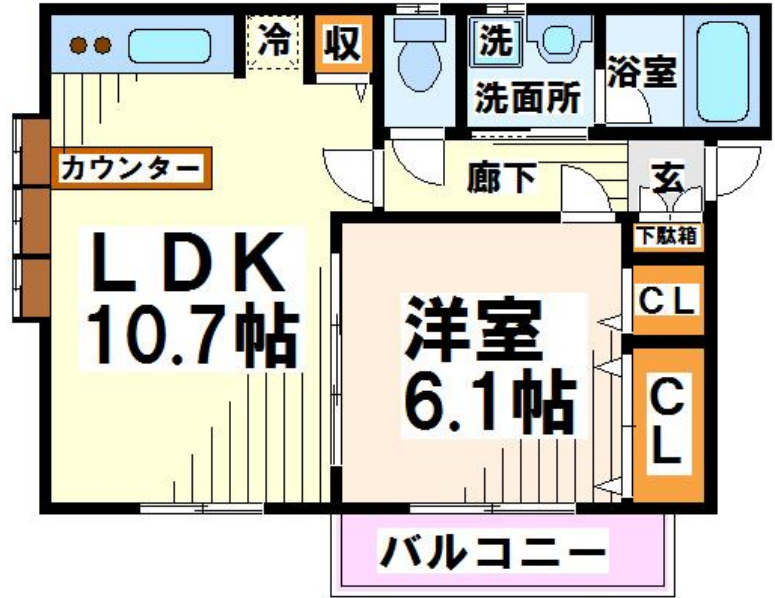 冷
収
洗
洗面所
浴室
カウンター
廊下
玄
下駄箱
LDK
10.7帖
洋室
6.1帖
CL
CL
バルコニー